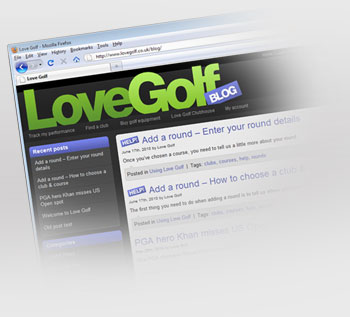 Love Golf - Mozilla Firefox
File Edit View History Bookmarks Tools Help
http://www.lovegolf.co.uk/blog/
Love Golf
LoveGolf
BLOG
Track my performance Find a club Buy golf equipment Love Golf Clubhouse My account
Recent posts
Add a round – Enter your round
details
Add a round – How to choose a
club & course
PGA hero Khan misses US
Open spot
Welcome to Love Golf
Old post test
Categories
HELP! Add a round – Enter your round
details
June 17th, 2010 by Love Golf
Once you've chosen a course, you need to tell us a little more about your round
Posted in Using Love Golf | Tags: clubs, courses, help, rounds
HELP! Add a round – How to choose a club
June 17th, 2010 by Love Golf
The first thing you need to do when adding a round is to tell us about
Posted in Using Love Golf | Tags: clubs, courses
PGA hero Khan misses